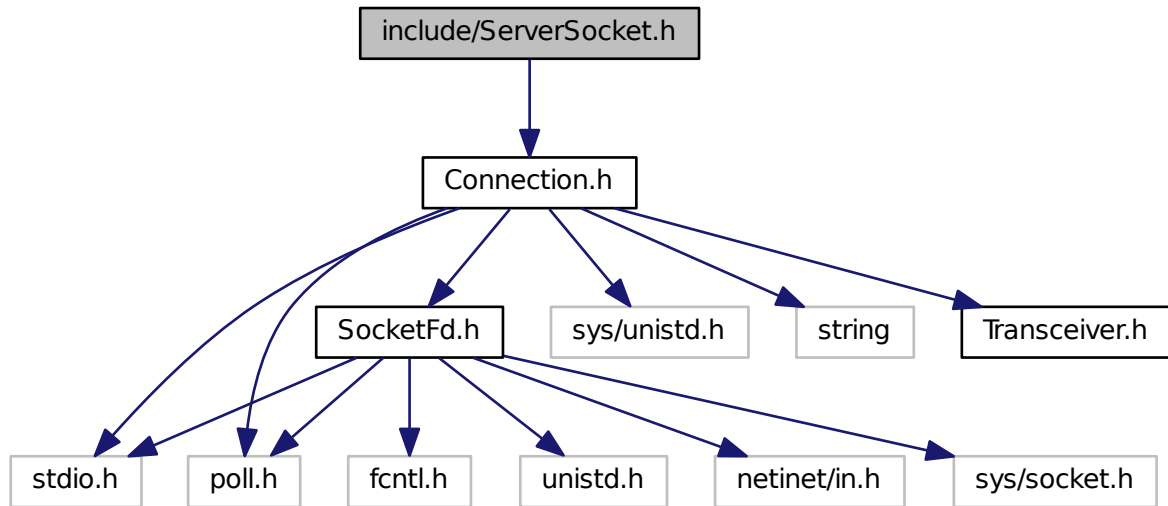 include/ServerSocket.h
Connection.h
SocketFd.h
sys/unistd.h
string
Transceiver.h
stdio.h
poll.h
fcntl.h
unistd.h
netinet/in.h
sys/socket.h